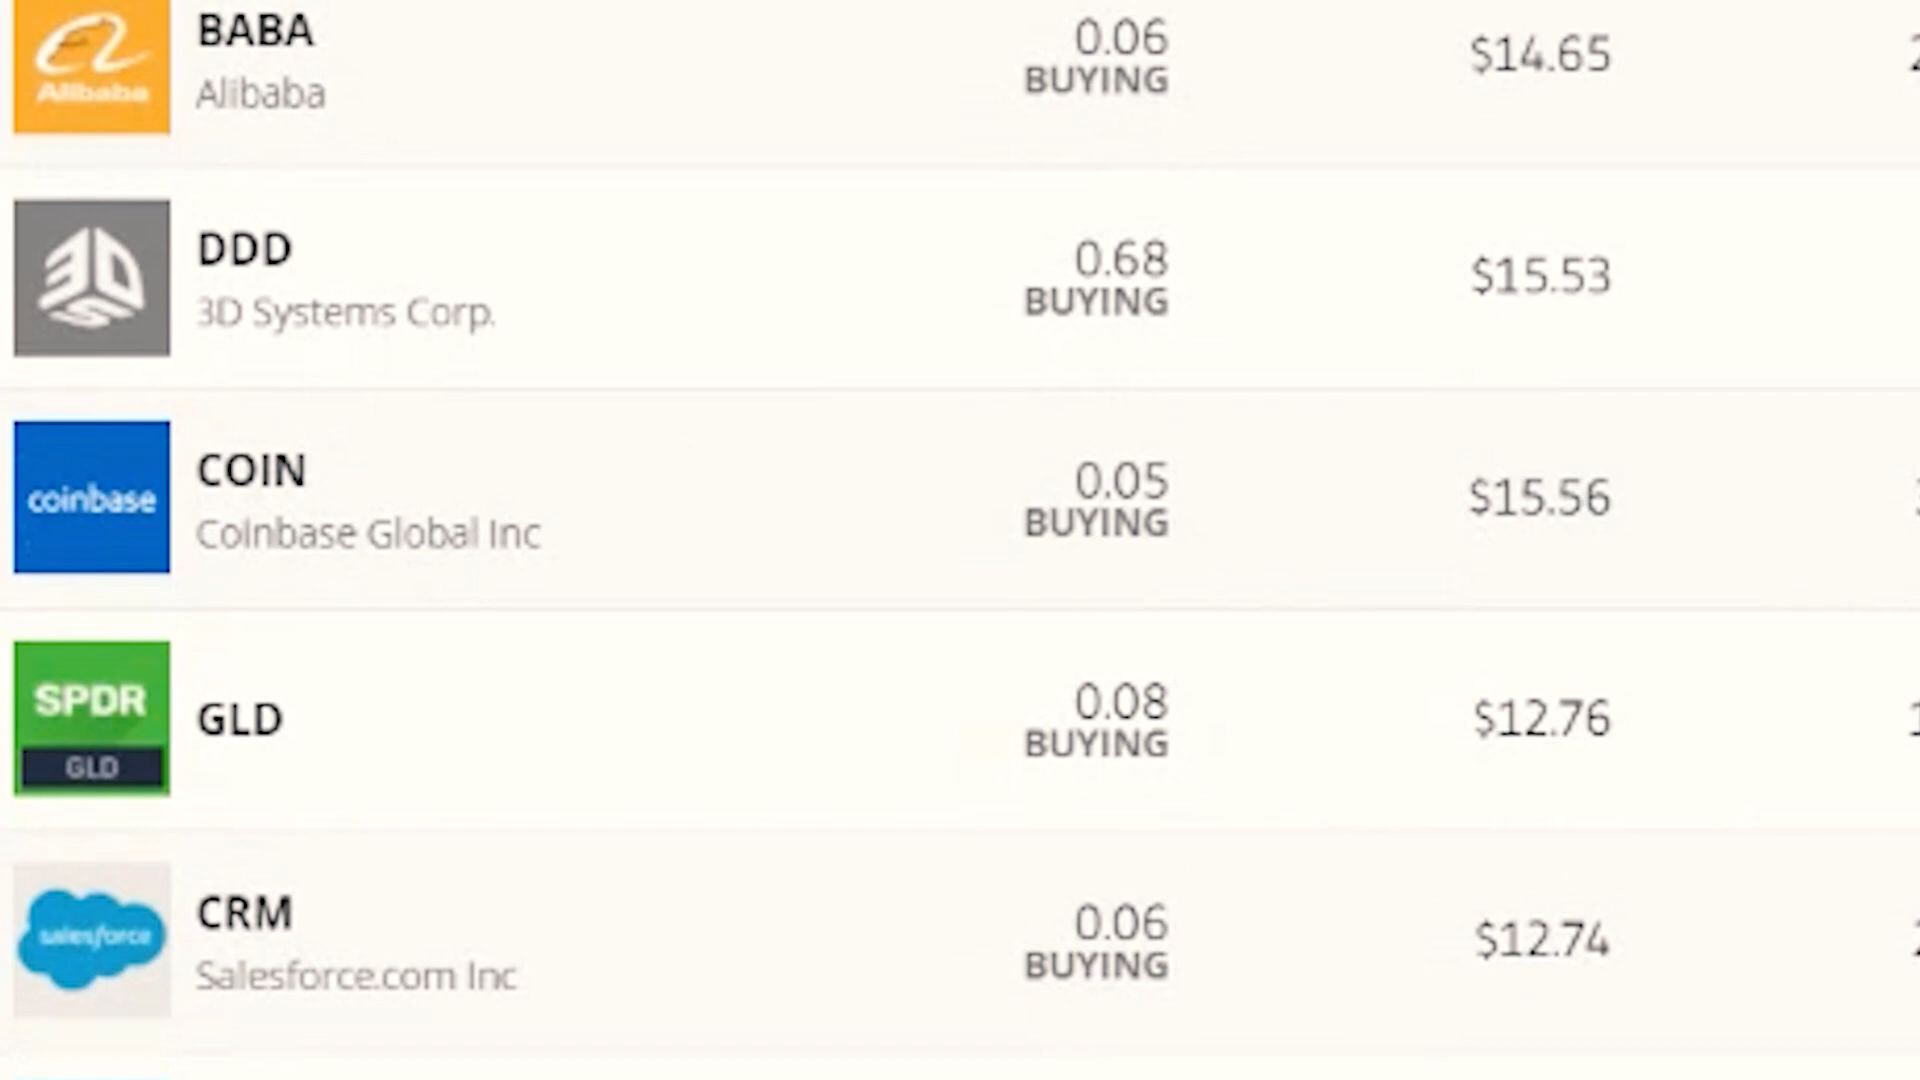 BABA
Alibaba
Alibaba
0.06
BUYING
$14.65
DDD
3D Systems Corp.
0.68
BUYING
$15.53
coinbase
COIN
Coinbase Global Inc
0.05
BUYING
$15.56
SPDR
GLD
GLD
0.08
BUYING
$12.76
salesforce
CRM
Salesforce.com Inc
0.06
BUYING
$12.74